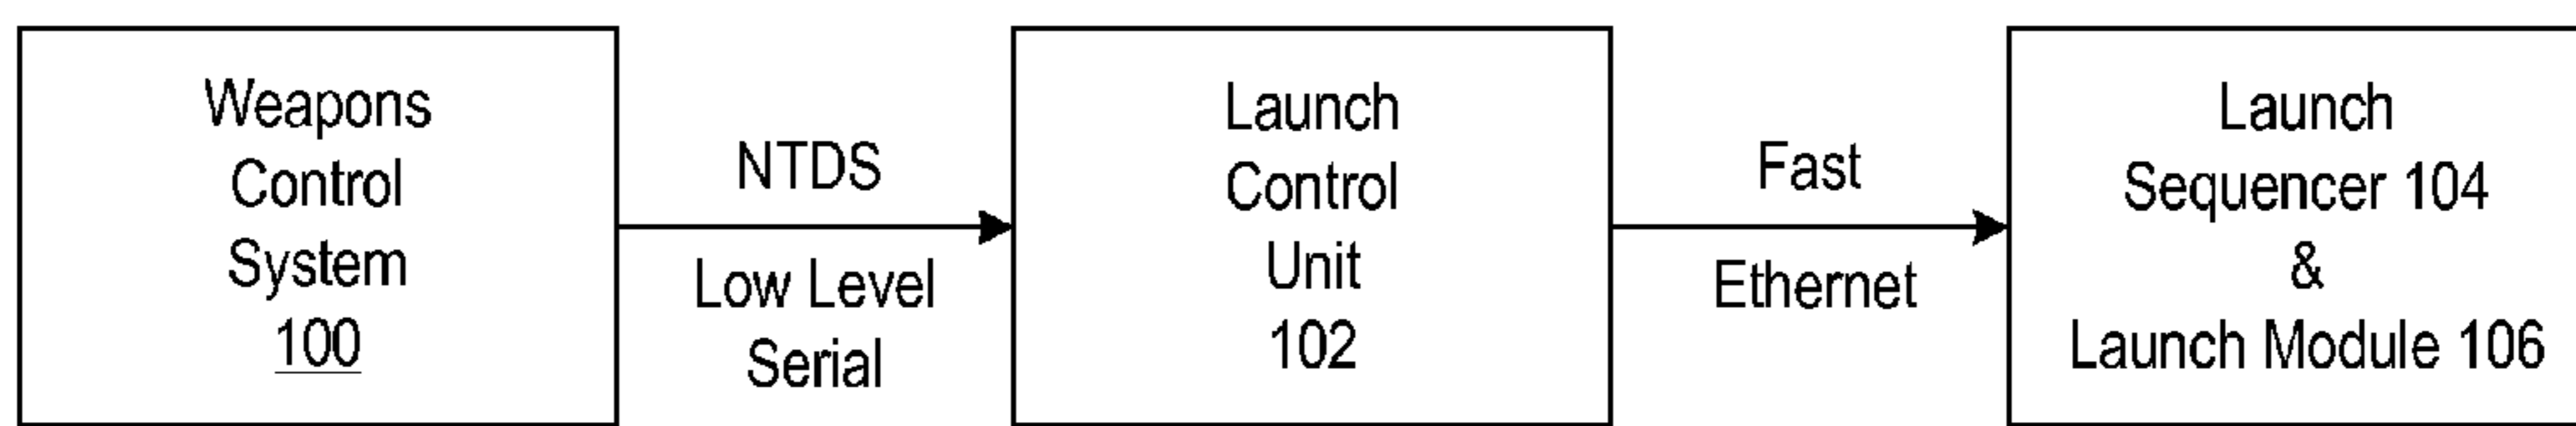 Weapons
Control
System
100
NTDS
Low Level
Serial
Launch
Control
Unit
102
Fast
Ethernet
Launch
Sequencer 104
&
Launch Module 106